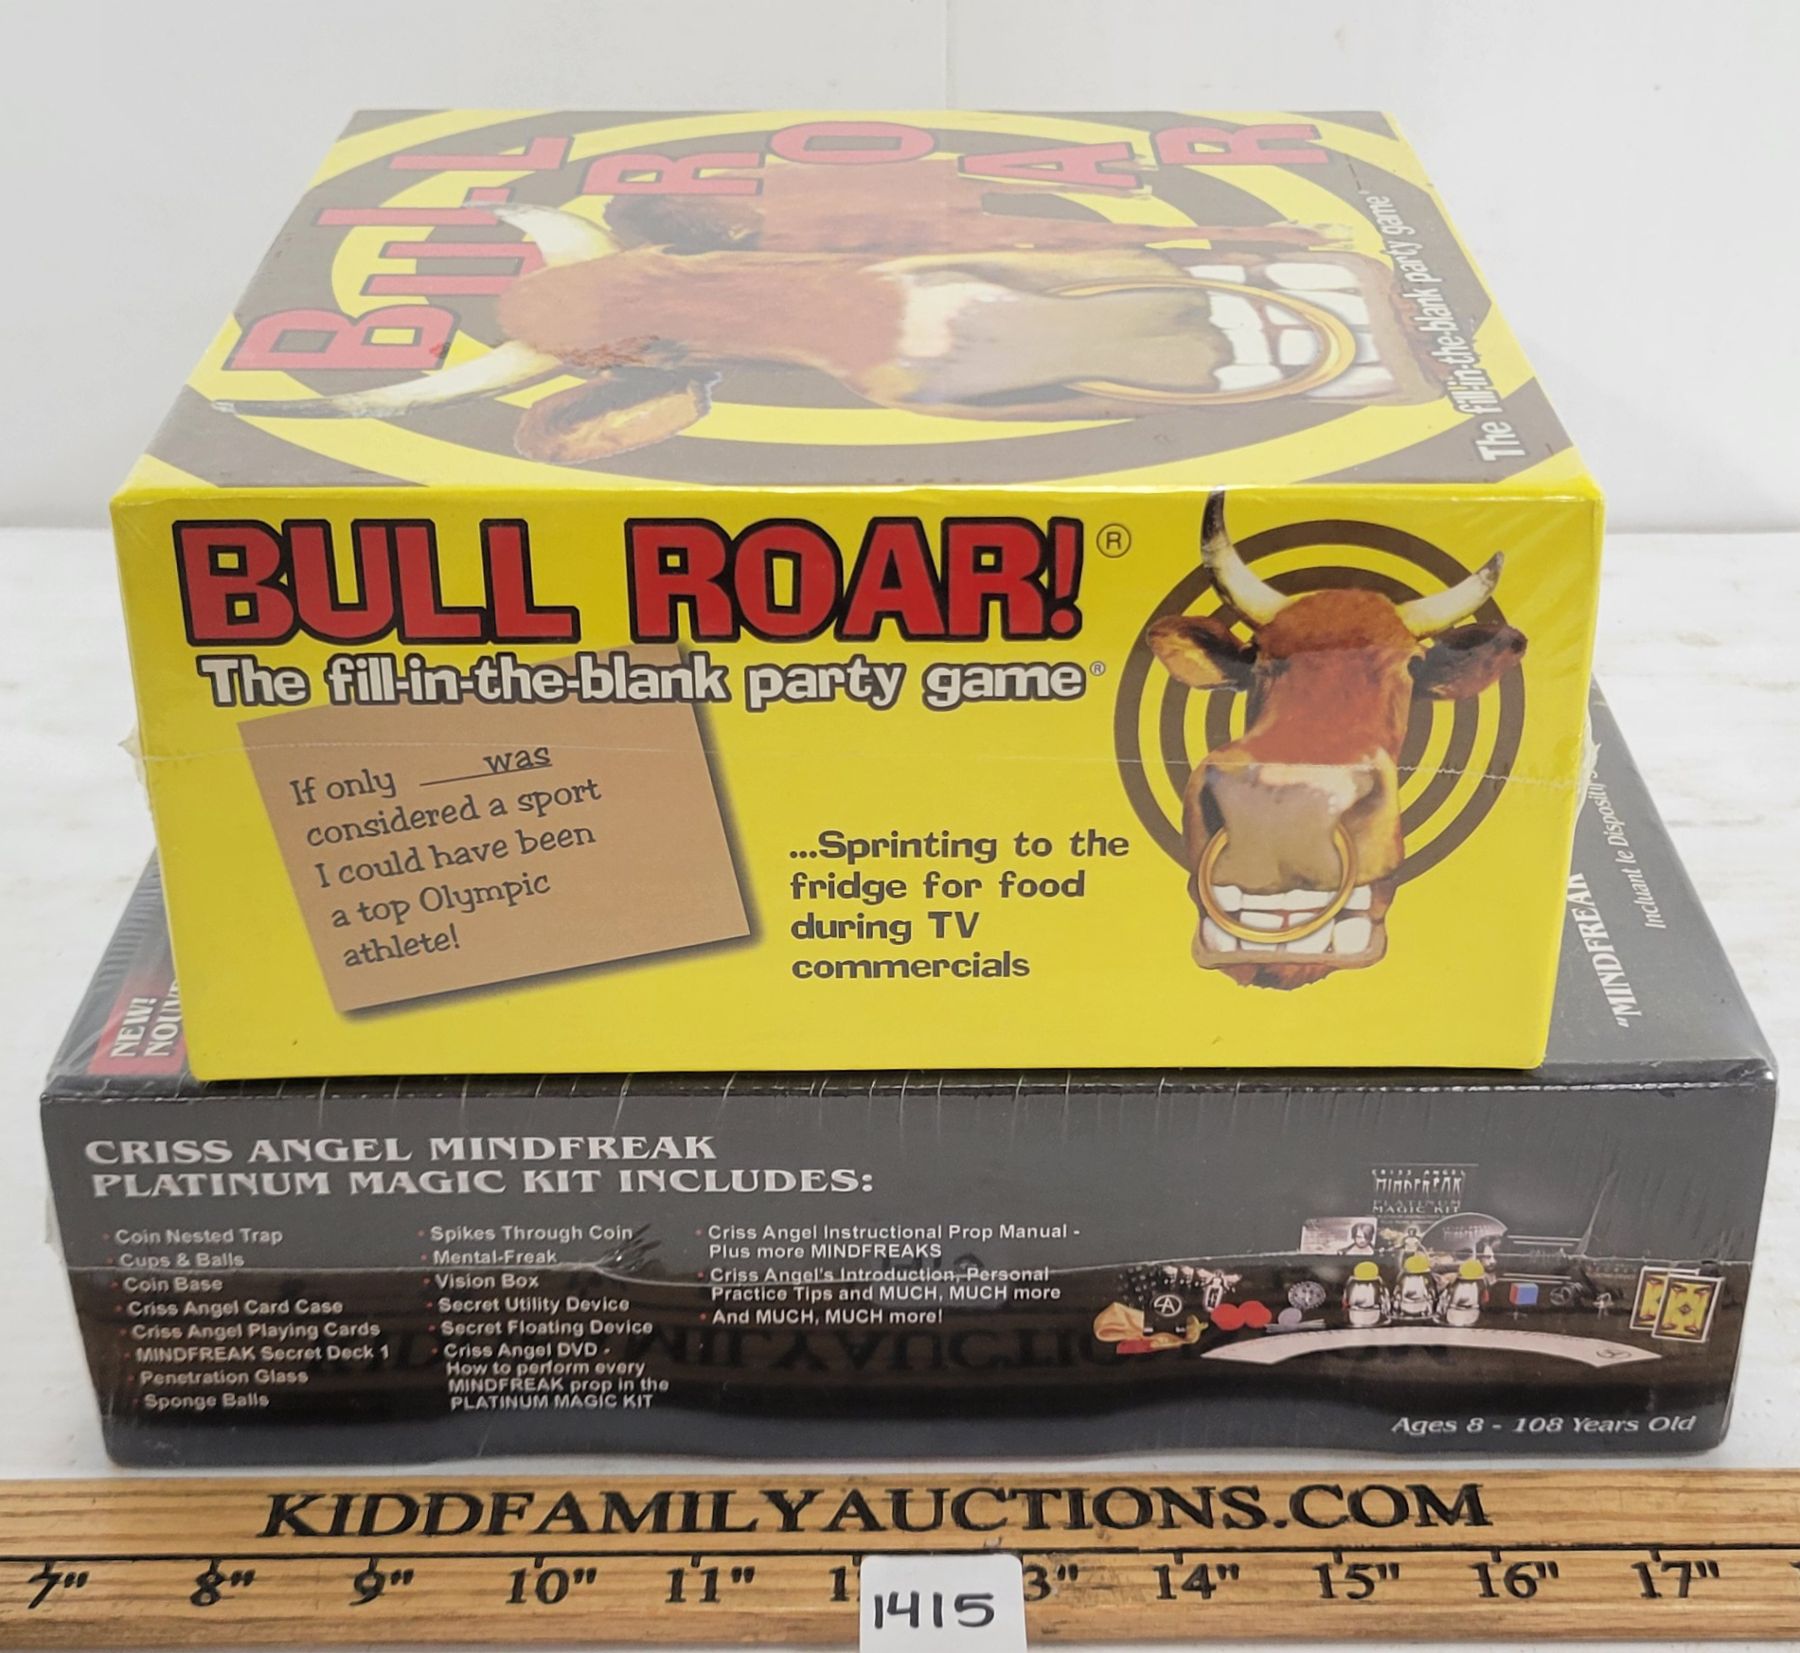 BULL ROAR
The fill-in-the-blank party game
BULL ROAR!®
The fill-in-the-blank party game®
If only ____was
considered a sport
I could have been
a top Olympic
athlete!
...Sprinting to the
fridge for food
during TV
commercials
NEW!
"MINDFREAK
Incluant le Dispositif
CRISS ANGEL MINDFREAK
PLATINUM MAGIC KIT INCLUDES:
• Coin Nested Trap
• Cups & Balls
• Coin Base
• Criss Angel Card Case
• Criss Angel Playing Cards
• MINDFREAK Secret Deck 1
• Penetration Glass
• Sponge Balls
• Spikes Through Coin
• Mental-Freak
• Vision Box
• Secret Utility Device
• Secret Floating Device
• Criss Angel DVD -
How to perform every
MINDFREAK prop in the
PLATINUM MAGIC KIT
• Criss Angel Instructional Prop Manual -
Plus more MINDFREAKS
• Criss Angel's Introduction, Personal
Practice Tips and MUCH, MUCH more
• And MUCH, MUCH more!
CRISS ANGEL
MINDFREAK
PLATINUM
MAGIC KIT
Ages 8 - 108 Years Old
KIDDFAMILYAUCTIONS.COM
7" 8" 9" 10" 11" 1 3" 14" 15" 16" 17"
1415